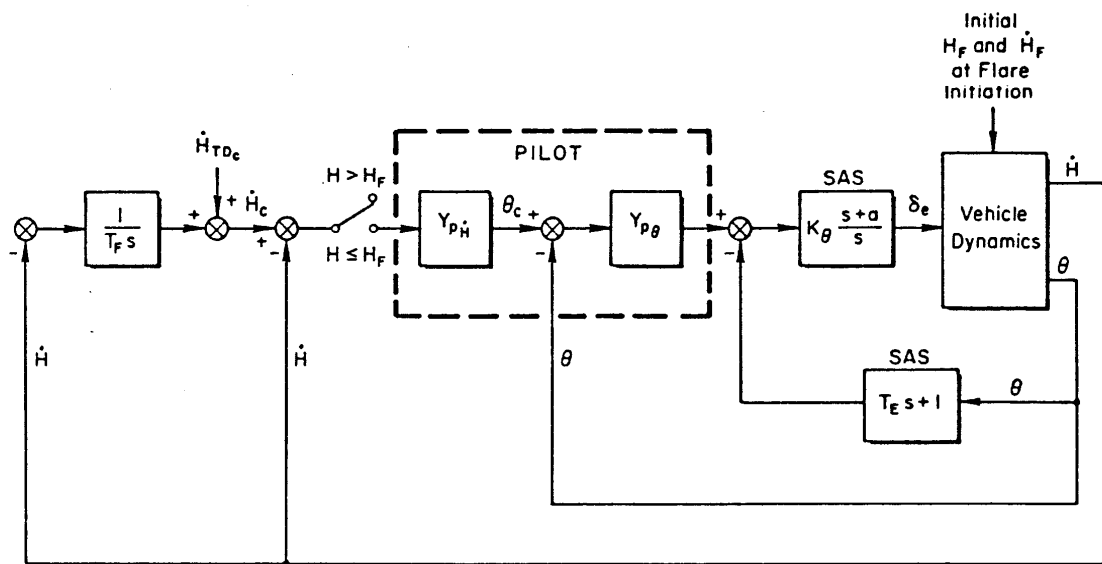 Initial
H_F and Ḣ_F
at Flare
Initiation
Ḣ_TDc
H > H_F
PILOT
SAS
Ḣ
1
T_F s
+ + Ḣ_c
+
-
-
H ≤ H_F
Y_pḢ
θ_c +
-
Y_pθ
+
-
K_θ s+a
s
δ_e
Vehicle
Dynamics
θ
Ḣ
Ḣ
θ
SAS
T_E s + 1
θ